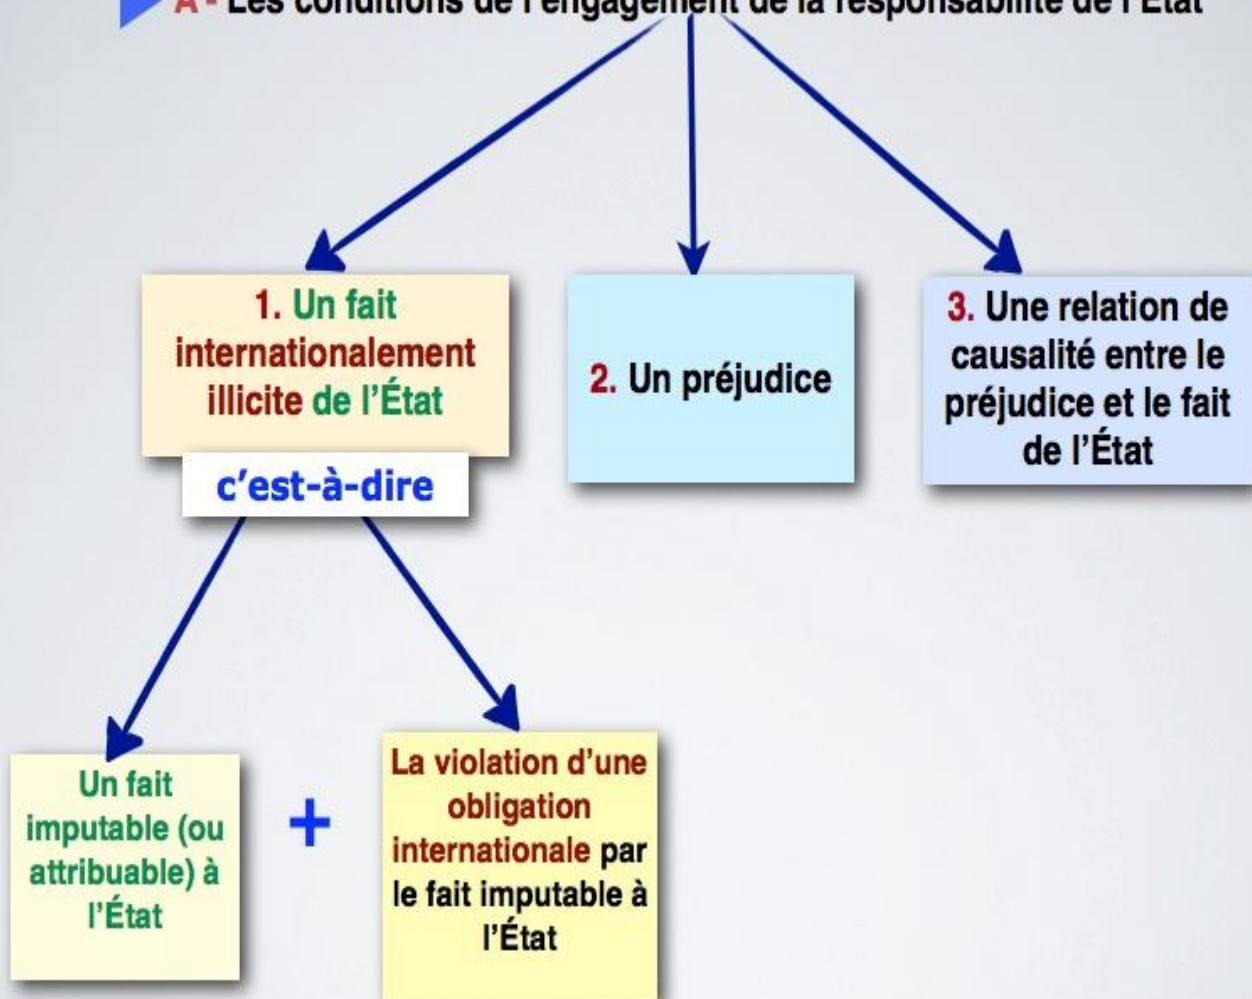 A - Les conditions de l'engagement de la responsabilité de l'État
1. Un fait
internationalement
illicite de l'État
2. Un préjudice
3. Une relation de
causalité entre le
préjudice et le fait
de l'État
c'est-à-dire
Un fait
imputable (ou
attribuable) à
l'État
+
La violation d'une
obligation
internationale par
le fait imputable à
l'État